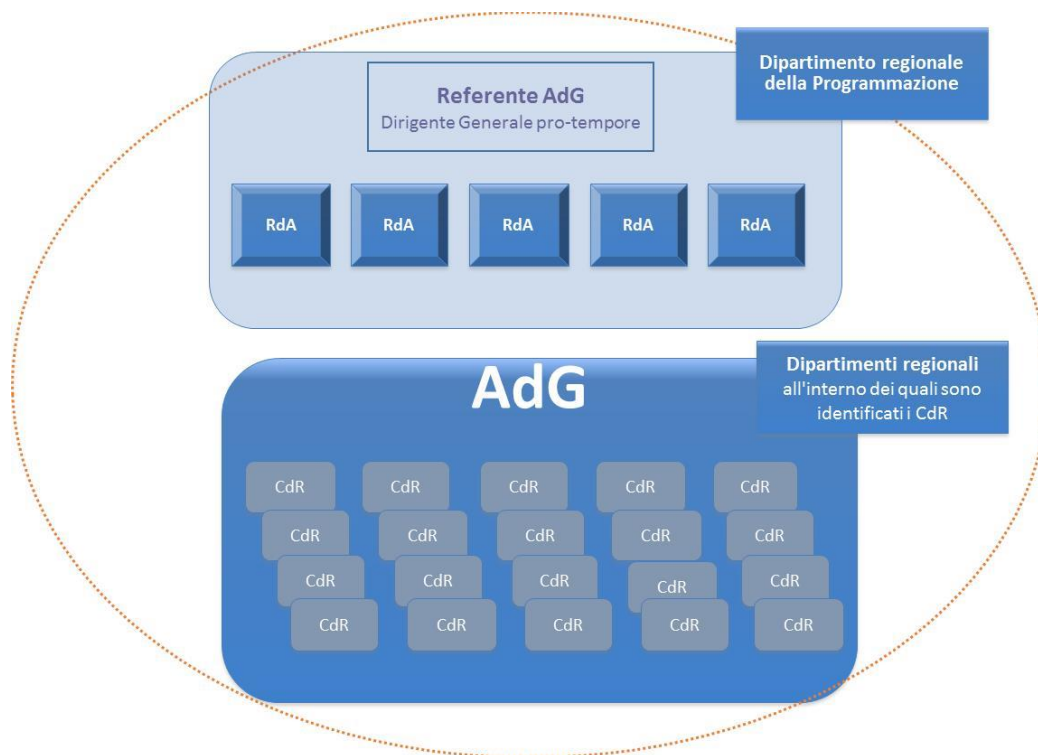 Dipartimento regionale
della Programmazione
Referente AdG
Dirigente Generale pro-tempore
RdA RdA RdA RdA RdA
Dipartimenti regionali
all'interno dei quali sono
identificati i CdR
AdG
CdR CdR CdR CdR CdR
CdR CdR CdR CdR CdR
CdR CdR CdR CdR CdR
CdR CdR CdR CdR CdR